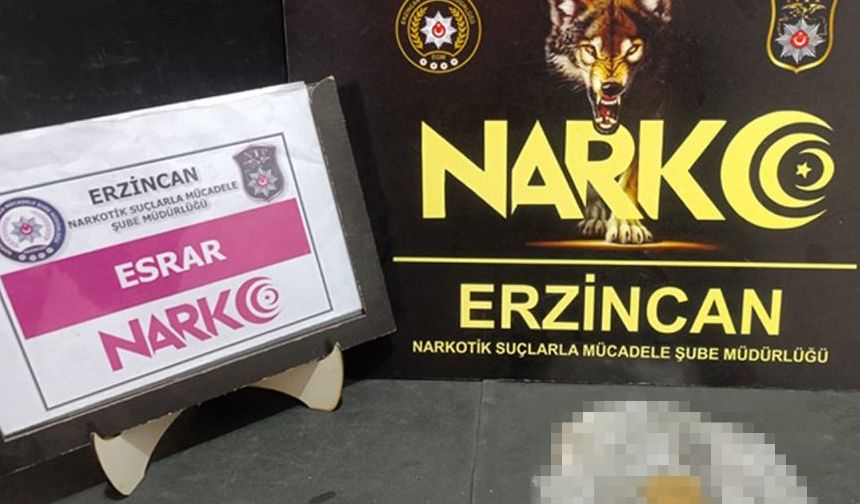 ERZİNCAN
NARKOTİK SUÇLARLA MÜCADELE
ŞUBE MÜDÜRLÜĞÜ
ESRAR
NARKO
NARKO
ERZİNCAN
NARKOTİK SUÇLARLA MÜCADELE ŞUBE MÜDÜRLÜĞÜ